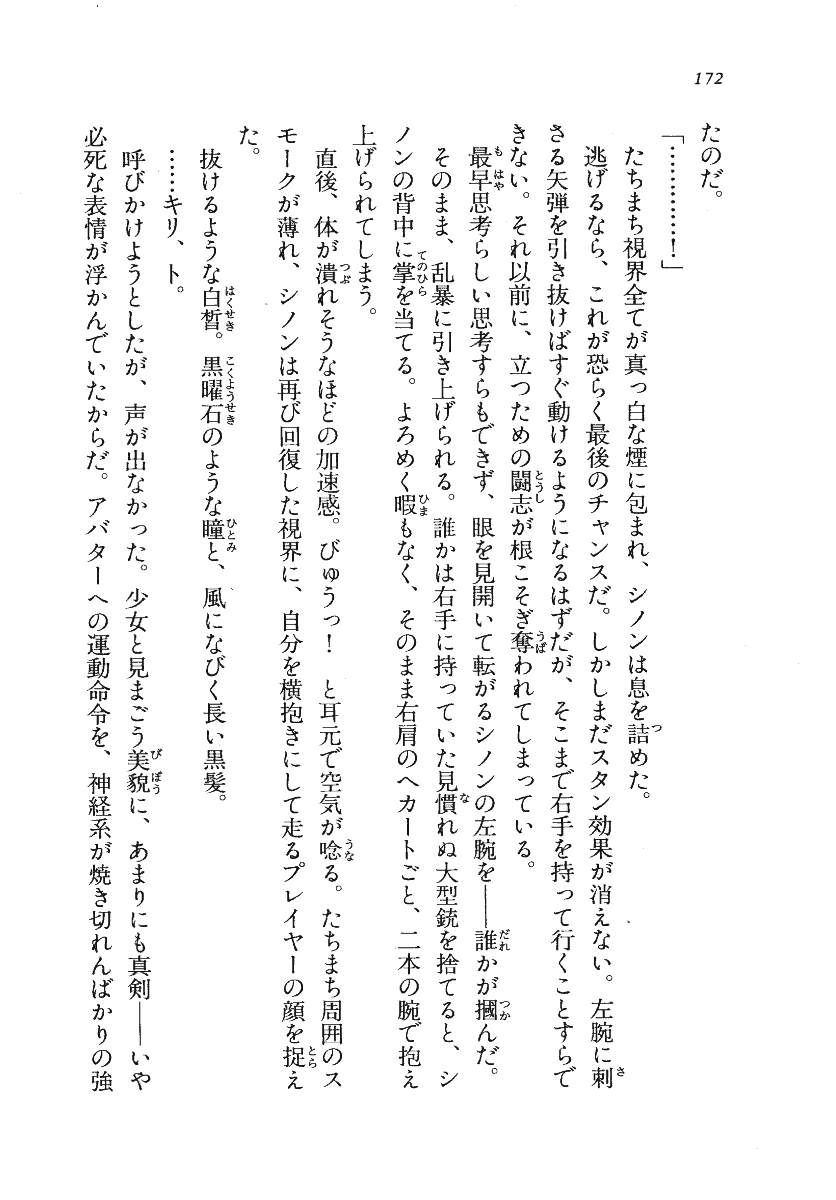 172
たのだ。
「…………！」
たちまち視界全てが真っ白な煙に包まれ、シノンは息を詰めた。
逃げるなら、これが恐らく最後のチャンスだ。しかしまだスタン効果が消えない。左腕に刺
さる矢弾を引き抜けばすぐ動けるようになるはずだが、そこまで右手を持って行くことすらで
きない。それ以前に、立つための闘志が根こそぎ奪われてしまっている。
最早思考らしい思考すらもできず、眼を見開いて転がるシノンの左腕を――誰かが摑んだ。
そのまま、乱暴に引き上げられる。誰かは右手に持っていた見慣れぬ大型銃を捨てると、シ
ノンの背中に掌を当てる。よろめく暇もなく、そのまま右肩のヘカートごと、二本の腕で抱え
上げられてしまう。
直後、体が潰れそうなほどの加速感。びゅうっ！　と耳元で空気が唸る。たちまち周囲のス
モークが薄れ、シノンは再び回復した視界に、自分を横抱きにして走るプレイヤーの顔を捉え
た。
抜けるような白皙。黒曜石のような瞳と、風になびく長い黒髪。
……キリ、ト。
呼びかけようとしたが、声が出なかった。少女と見まごう美貌に、あまりにも真剣――いや
必死な表情が浮かんでいたからだ。アバターへの運動命令を、神経系が焼き切れんばかりの強